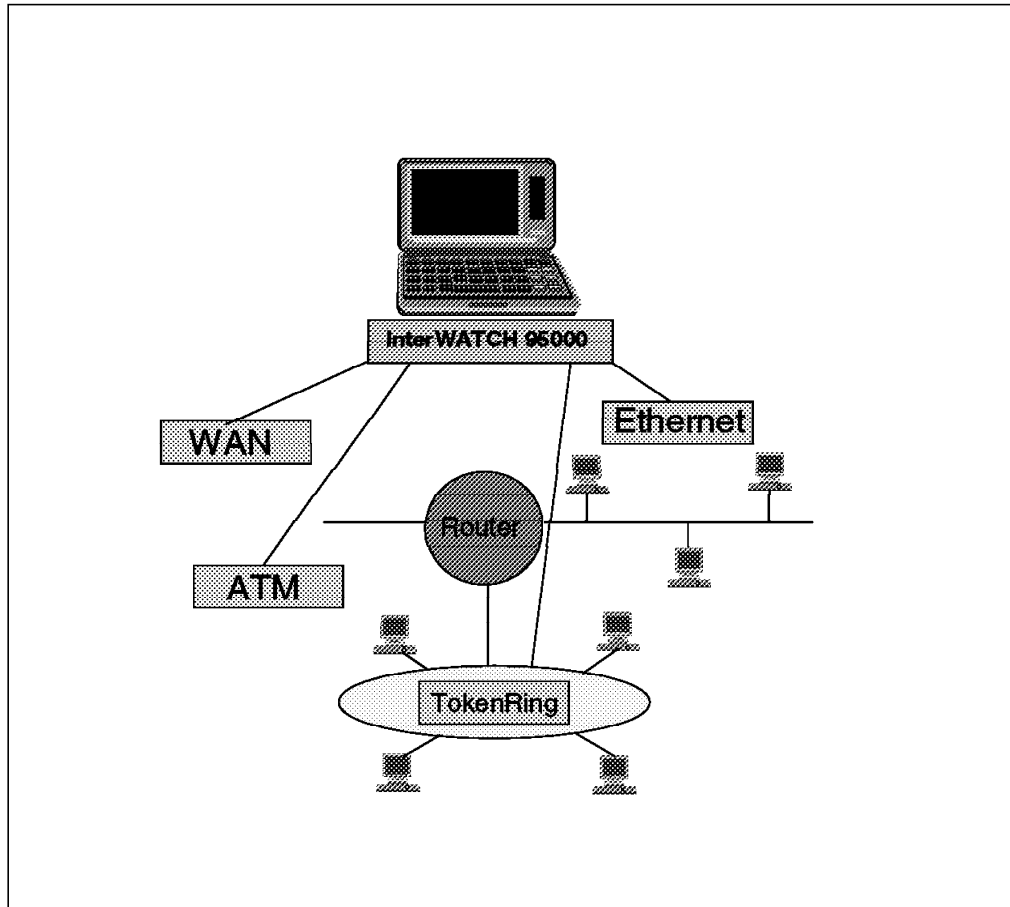 InterWATCH 95000
WAN
Ethernet
Router
ATM
TokenRing